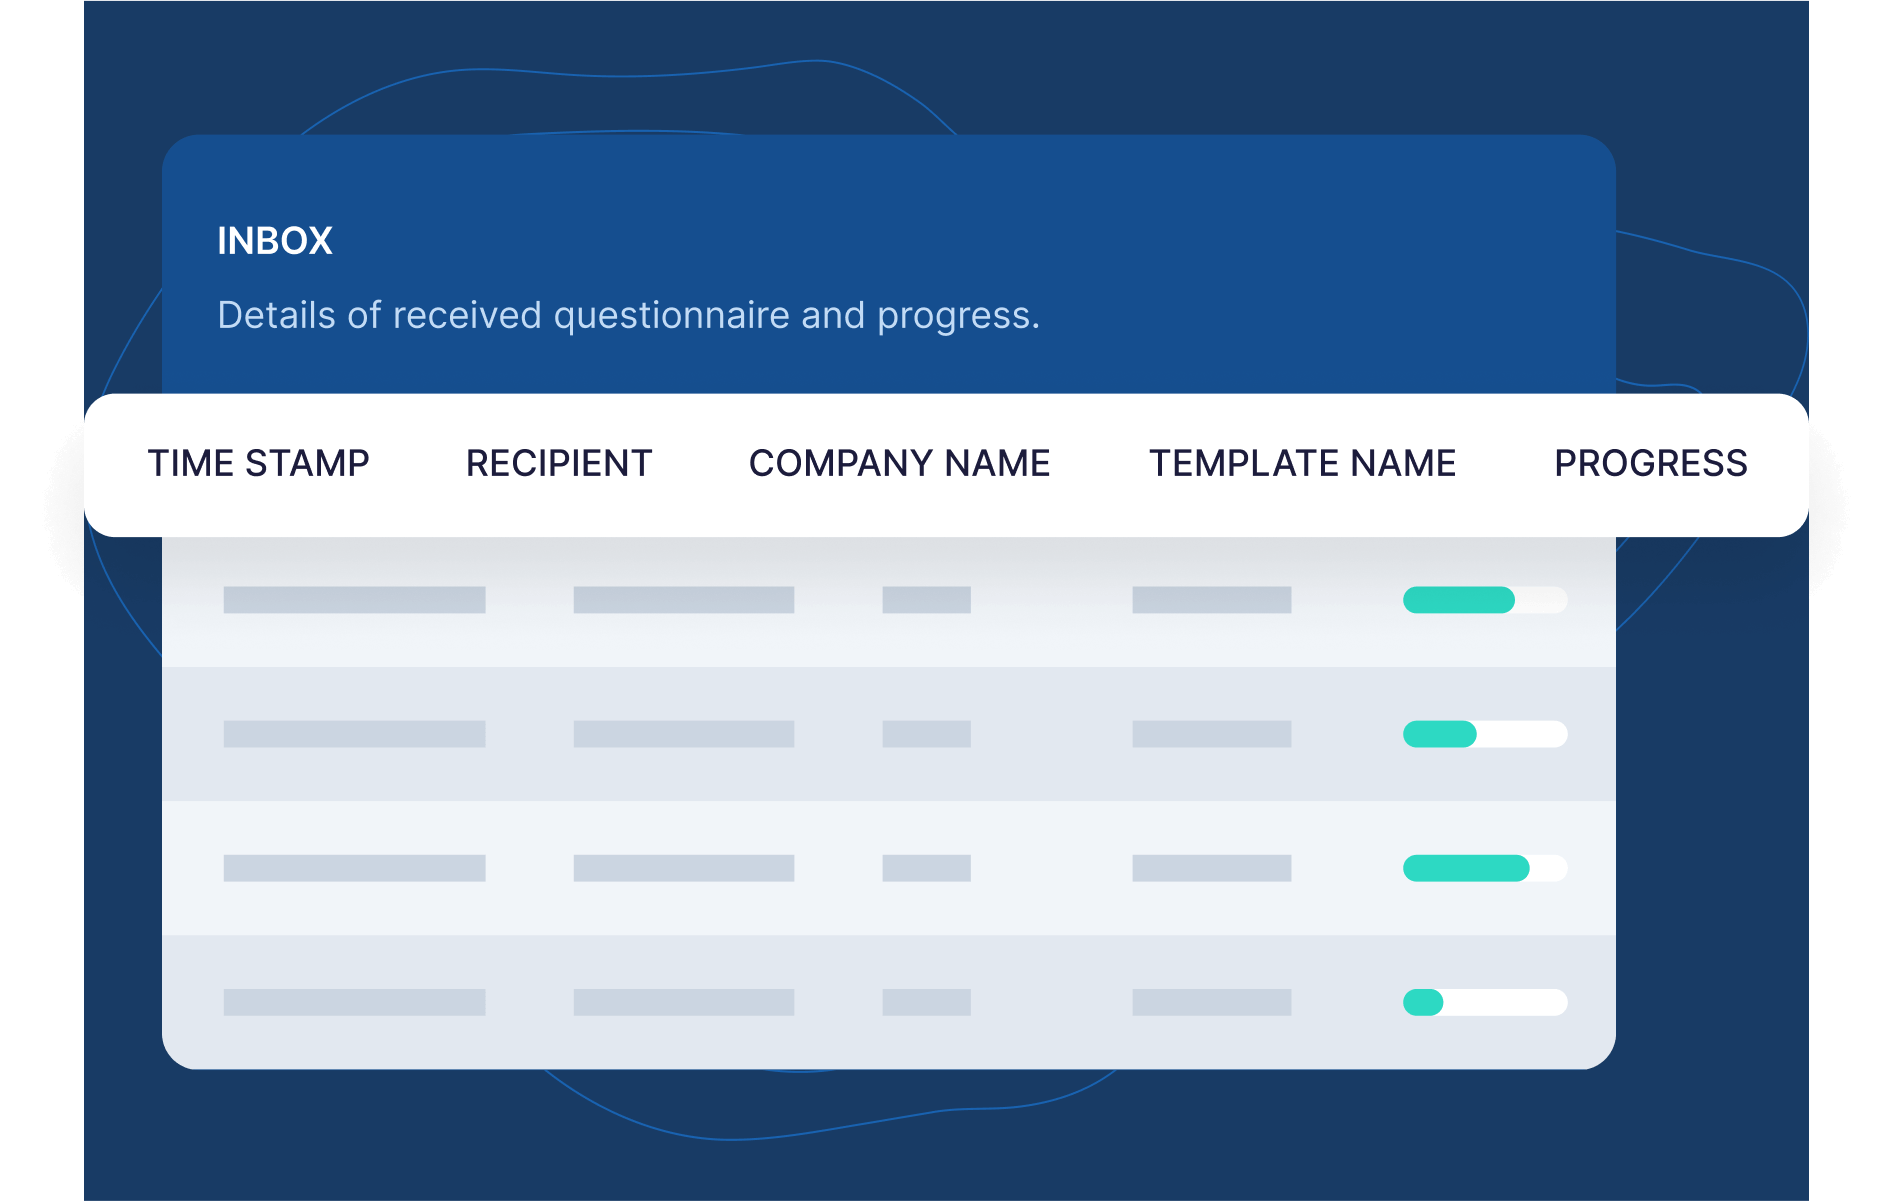 INBOX
Details of received questionnaire and progress.
TIME STAMP RECIPIENT COMPANY NAME TEMPLATE NAME PROGRESS